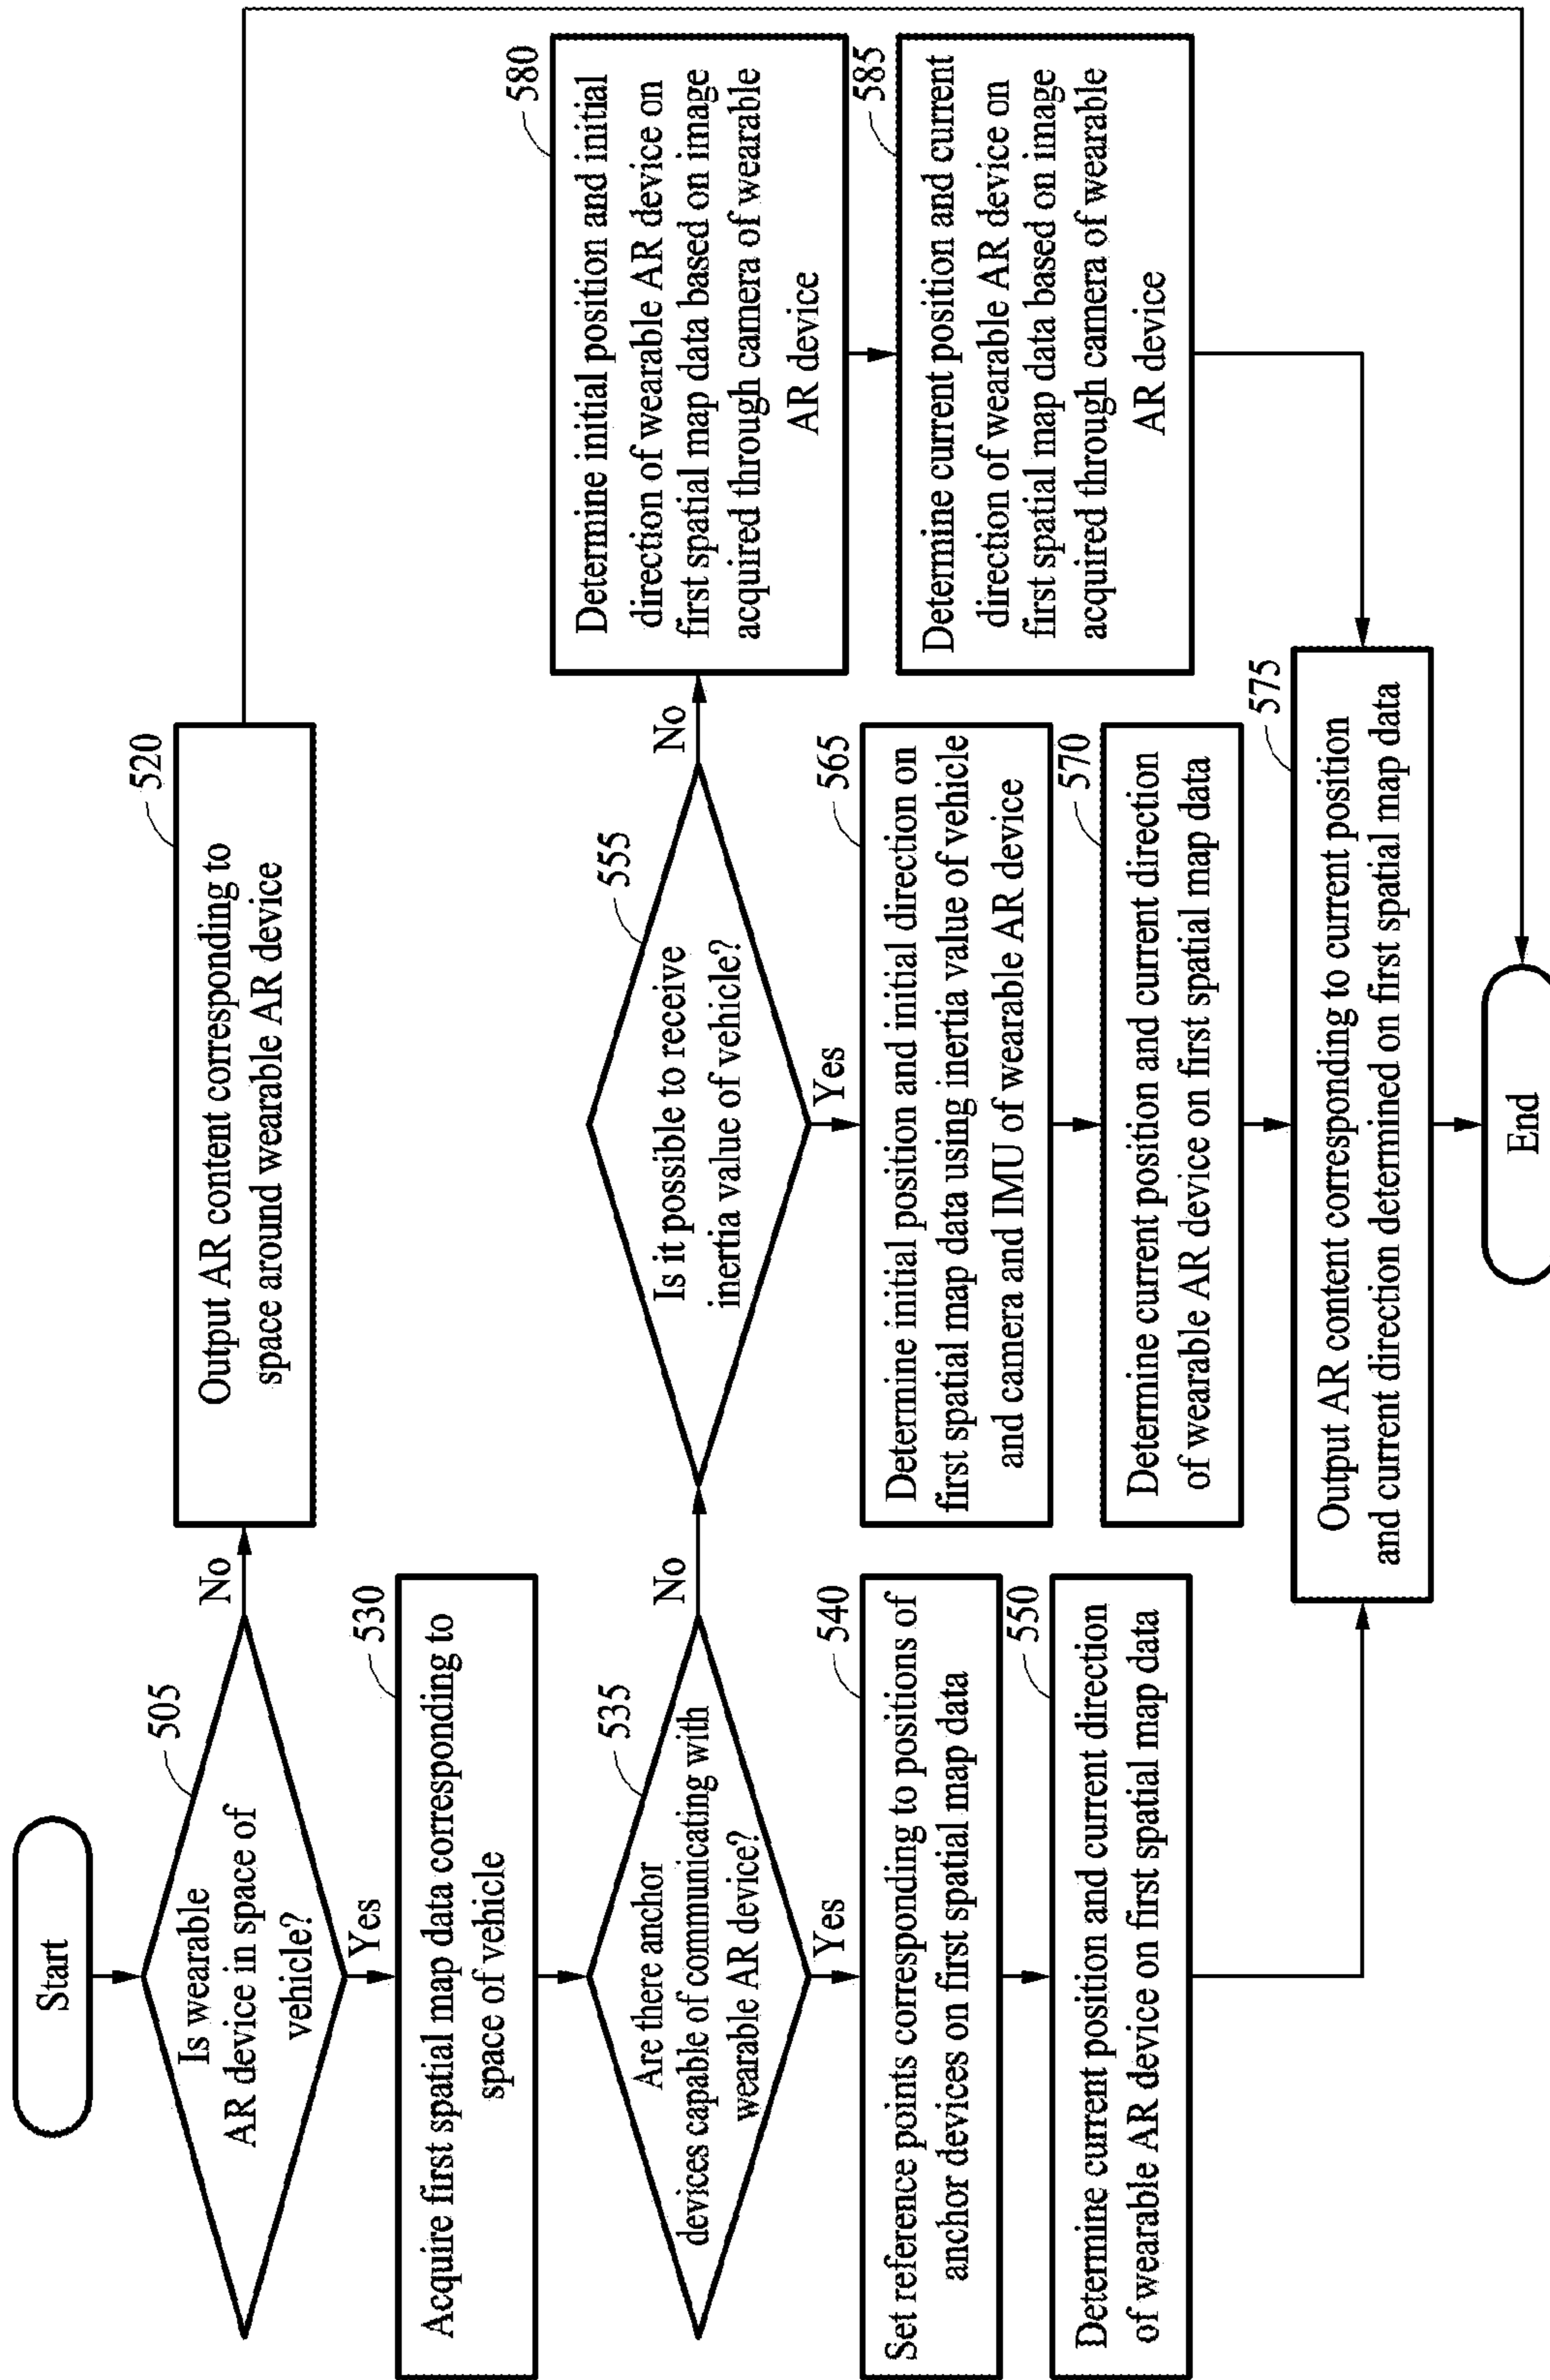 Start
505
Is wearable
AR device in space of
vehicle?
No
520
Output AR content corresponding to
space around wearable AR device
Yes
530
Acquire first spatial map data corresponding to
space of vehicle
535
Are there anchor
devices capable of communicating with
wearable AR device?
No
555
Is it possible to receive
inertia value of vehicle?
No
580
Determine initial position and initial
direction of wearable AR device on
first spatial map data based on image
acquired through camera of wearable
AR device
585
Determine current position and current
direction of wearable AR device on
first spatial map data based on image
acquired through camera of wearable
AR device
Yes
540
Set reference points corresponding to positions of
anchor devices on first spatial map data
550
Determine current position and current direction
of wearable AR device on first spatial map data
Yes
565
Determine initial position and initial direction on
first spatial map data using inertia value of vehicle
and camera and IMU of wearable AR device
570
Determine current position and current direction
of wearable AR device on first spatial map data
575
Output AR content corresponding to current position
and current direction determined on first spatial map data
End